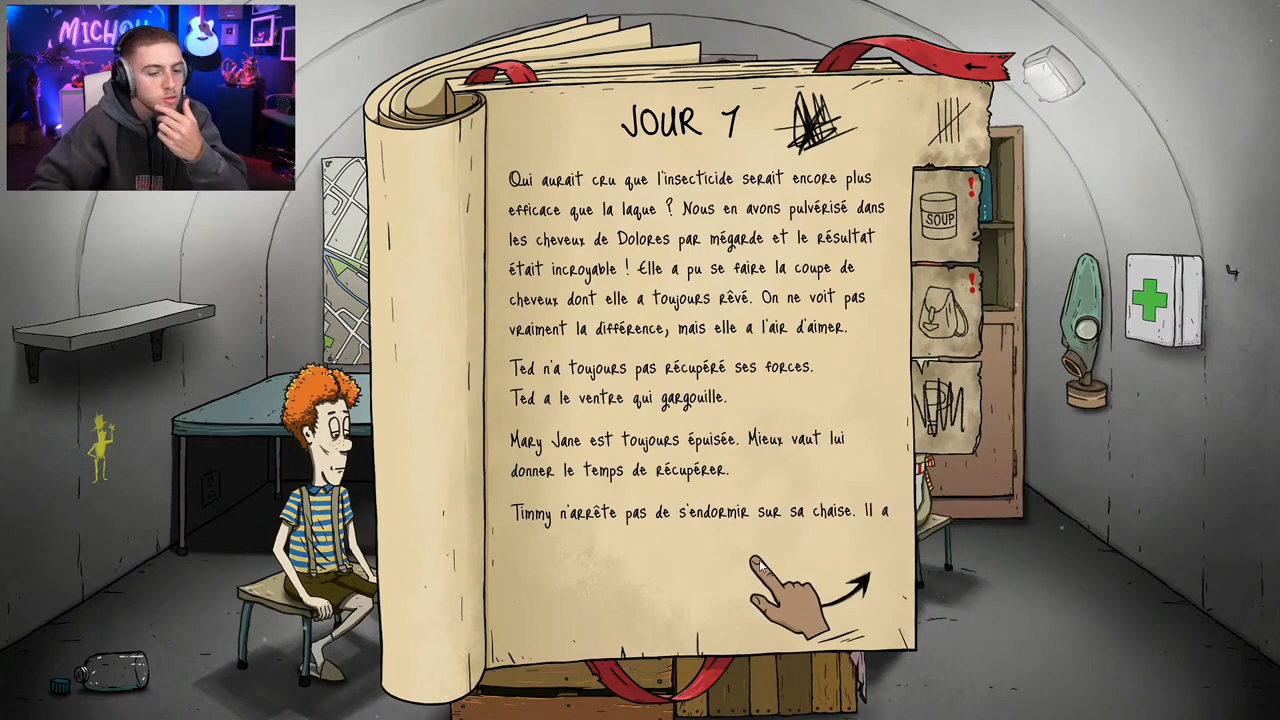 MICHOU
JOUR 7
Qui aurait cru que l'insecticide serait encore plus
efficace que la laque ? Nous en avons pulvérisé dans
les cheveux de Dolores par mégarde et le résultat
était incroyable ! Elle a pu se faire la coupe de
cheveux dont elle a toujours rêvé. On ne voit pas
vraiment la différence, mais elle a l'air d'aimer.
Ted n'a toujours pas récupéré ses forces.
Ted a le ventre qui gargouille.
Mary Jane est toujours épuisée. Mieux vaut lui
donner le temps de récupérer.
Timmy n'arrête pas de s'endormir sur sa chaise. Il a
!
SOUP
!